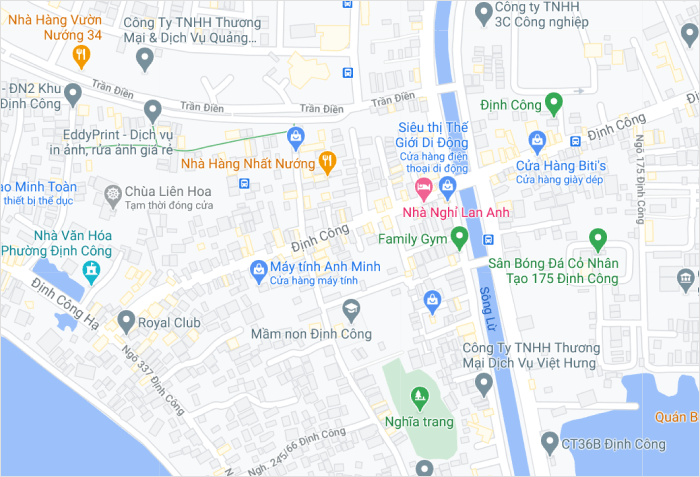 Nhà Hàng Vườn
Nướng 34
Công Ty TNHH Thương
Mại & Dịch Vụ Quảng...
Công ty TNHH
3C Công nghiệp
- ĐN2 Khu
Định Công
Trần Điền
Trần Điền
Trần Điền
EddyPrint - Dịch vụ
in ảnh, rửa ảnh giá rẻ
Siêu thị Thế
Giới Di Động
Cửa hàng điện
thoại di động
Định Công
Định Công
Ngõ 175 Định Công
Nhà Hàng Nhất Nướng
Cửa Hàng Biti's
Cửa hàng giày dép
ao Minh Toàn
thiết bị thể dục
Chùa Liên Hoa
Tạm thời đóng cửa
Nhà Nghỉ Lan Anh
Nhà Văn Hóa
Phường Định Công
Định Công
Family Gym
Sân Bóng Đá Cỏ Nhân
Tạo 175 Định Công
Máy tính Anh Minh
Cửa hàng máy tính
Định Công Hạ
Sông Lừ
Royal Club
Mầm non Định Công
Ngõ 337 Định Công
Công Ty TNHH Thương
Mại Dịch Vụ Việt Hưng
Nghĩa trang
Quán B
Ngh. 245/66 Định Công
CT36B Định Công